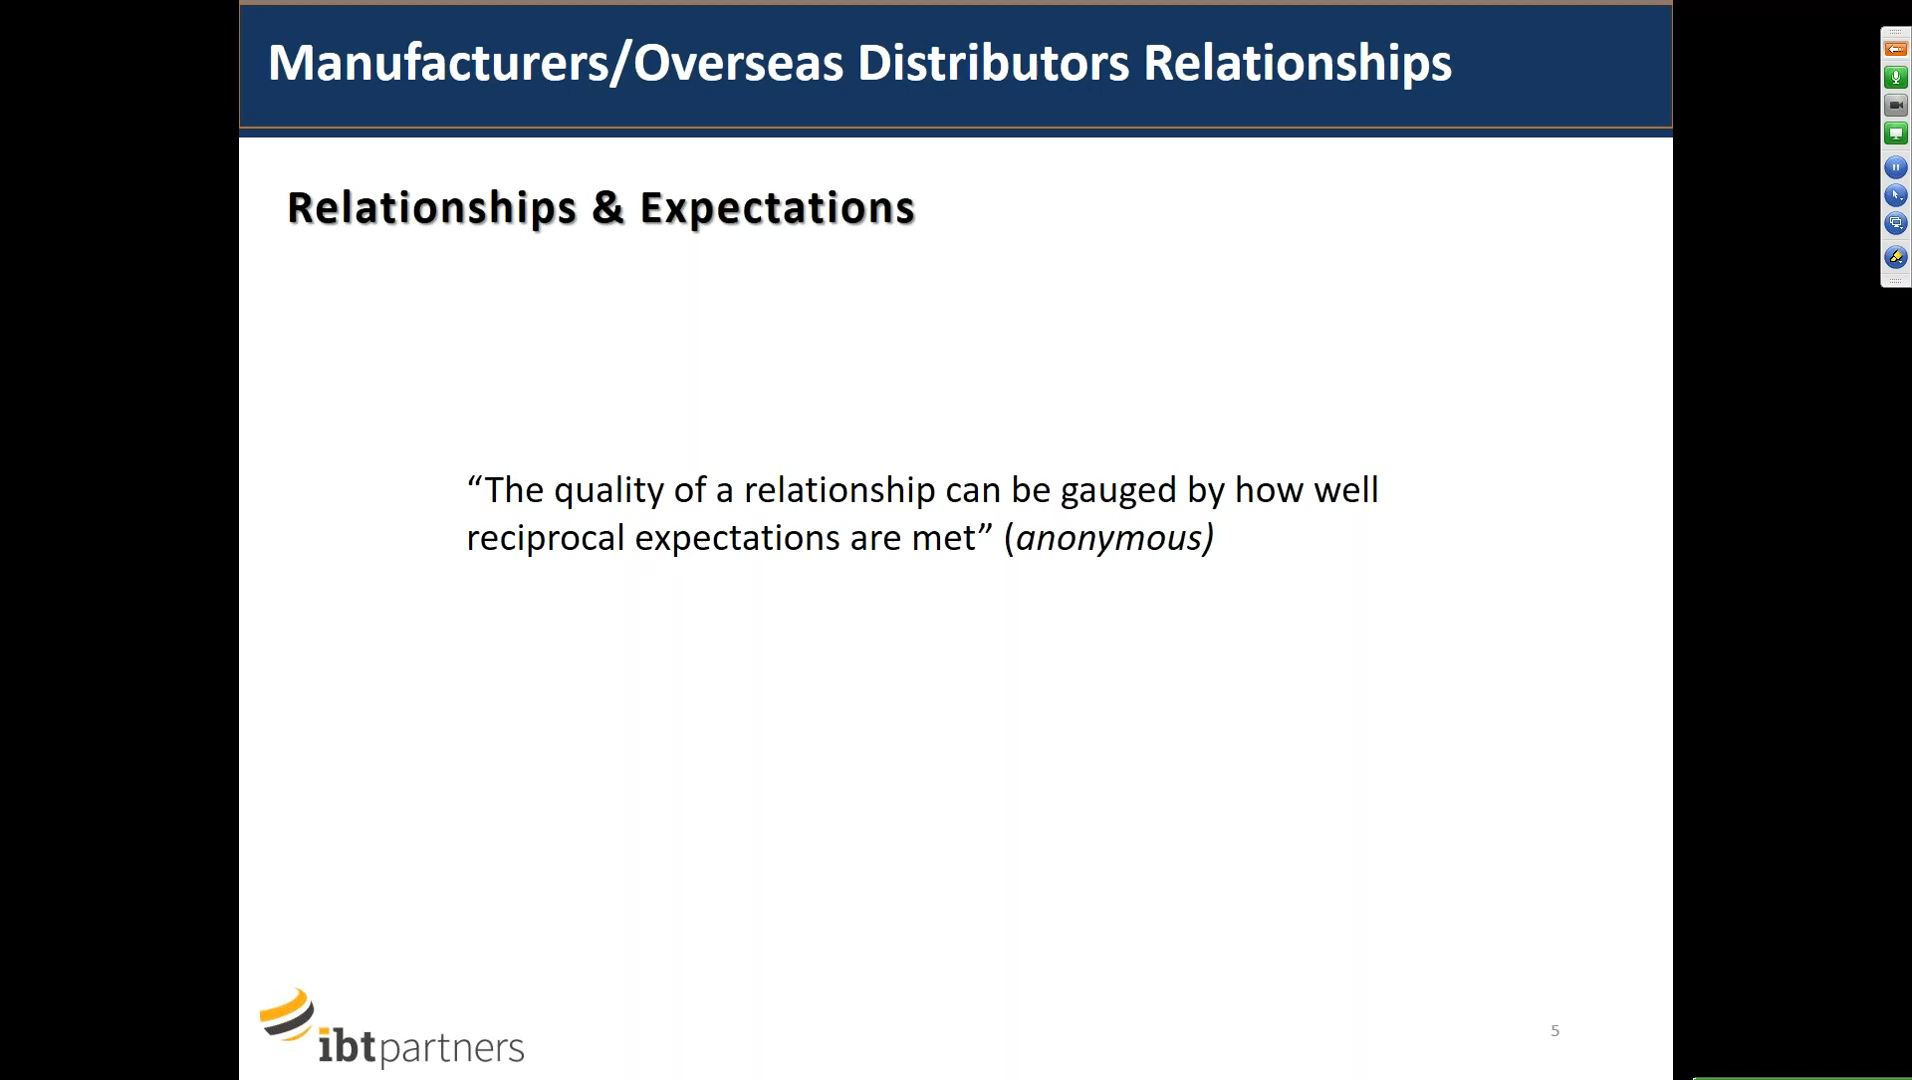 Manufacturers/Overseas Distributors Relationships
Relationships & Expectations
“The quality of a relationship can be gauged by how well
reciprocal expectations are met” (anonymous)
ibtpartners
5